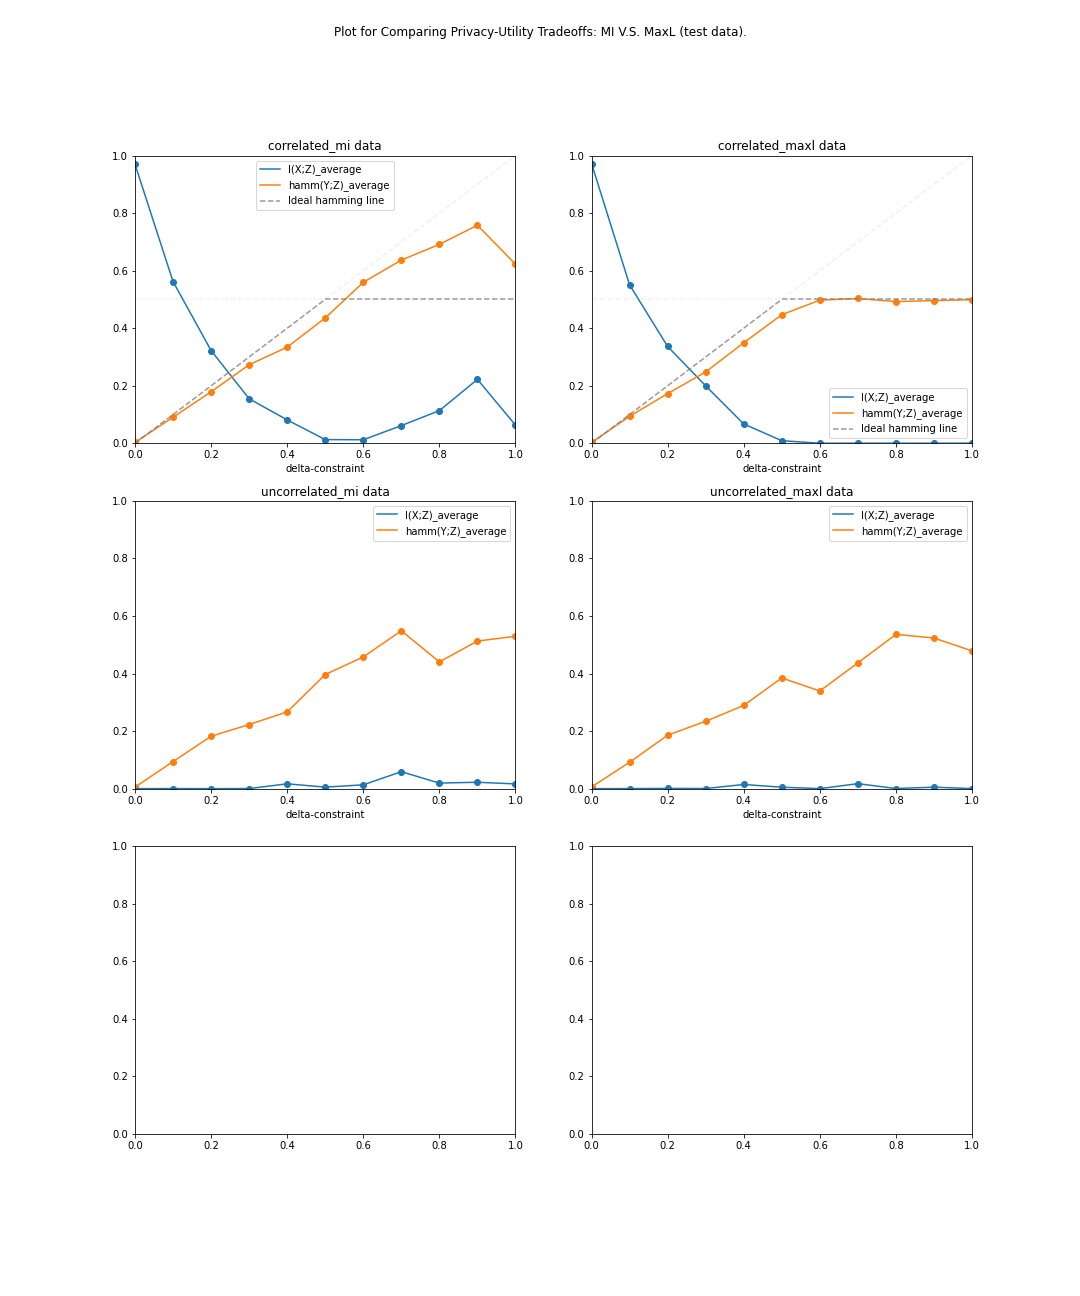 Plot for Comparing Privacy-Utility Tradeoffs: MI V.S. MaxL (test data).
correlated_mi data
1.0
0.8
0.6
0.4
0.2
0.0
I(X;Z)_average
hamm(Y;Z)_average
Ideal hamming line
0.0 0.2 0.4 0.6 0.8 1.0
delta-constraint
correlated_maxl data
1.0
0.8
0.6
0.4
0.2
0.0
I(X;Z)_average
hamm(Y;Z)_average
Ideal hamming line
0.0 0.2 0.4 0.6 0.8 1.0
delta-constraint
uncorrelated_mi data
1.0
0.8
0.6
0.4
0.2
0.0
I(X;Z)_average
hamm(Y;Z)_average
0.0 0.2 0.4 0.6 0.8 1.0
delta-constraint
uncorrelated_maxl data
1.0
0.8
0.6
0.4
0.2
0.0
I(X;Z)_average
hamm(Y;Z)_average
0.0 0.2 0.4 0.6 0.8 1.0
delta-constraint
1.0
0.8
0.6
0.4
0.2
0.0
0.0 0.2 0.4 0.6 0.8 1.0
1.0
0.8
0.6
0.4
0.2
0.0
0.0 0.2 0.4 0.6 0.8 1.0